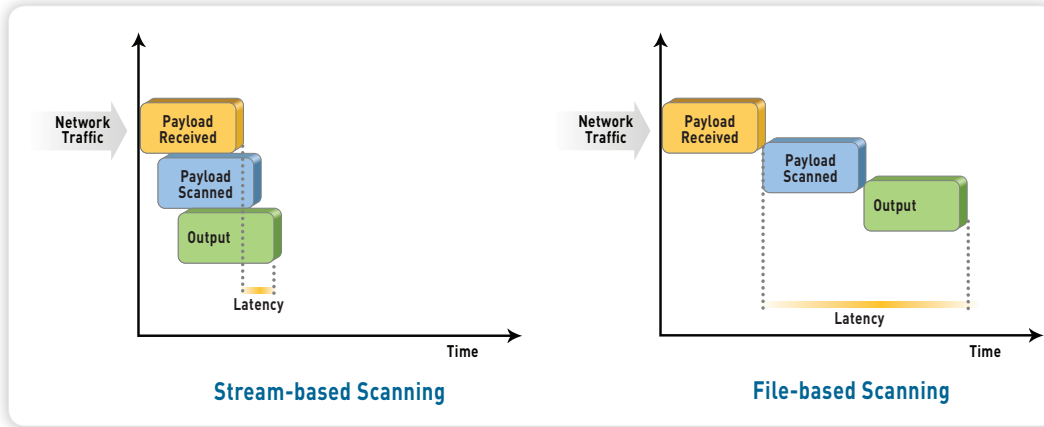 Network
Traffic
Payload
Received
Payload
Scanned
Output
Latency
Time
Stream-based Scanning
Network
Traffic
Payload
Received
Payload
Scanned
Output
Latency
Time
File-based Scanning